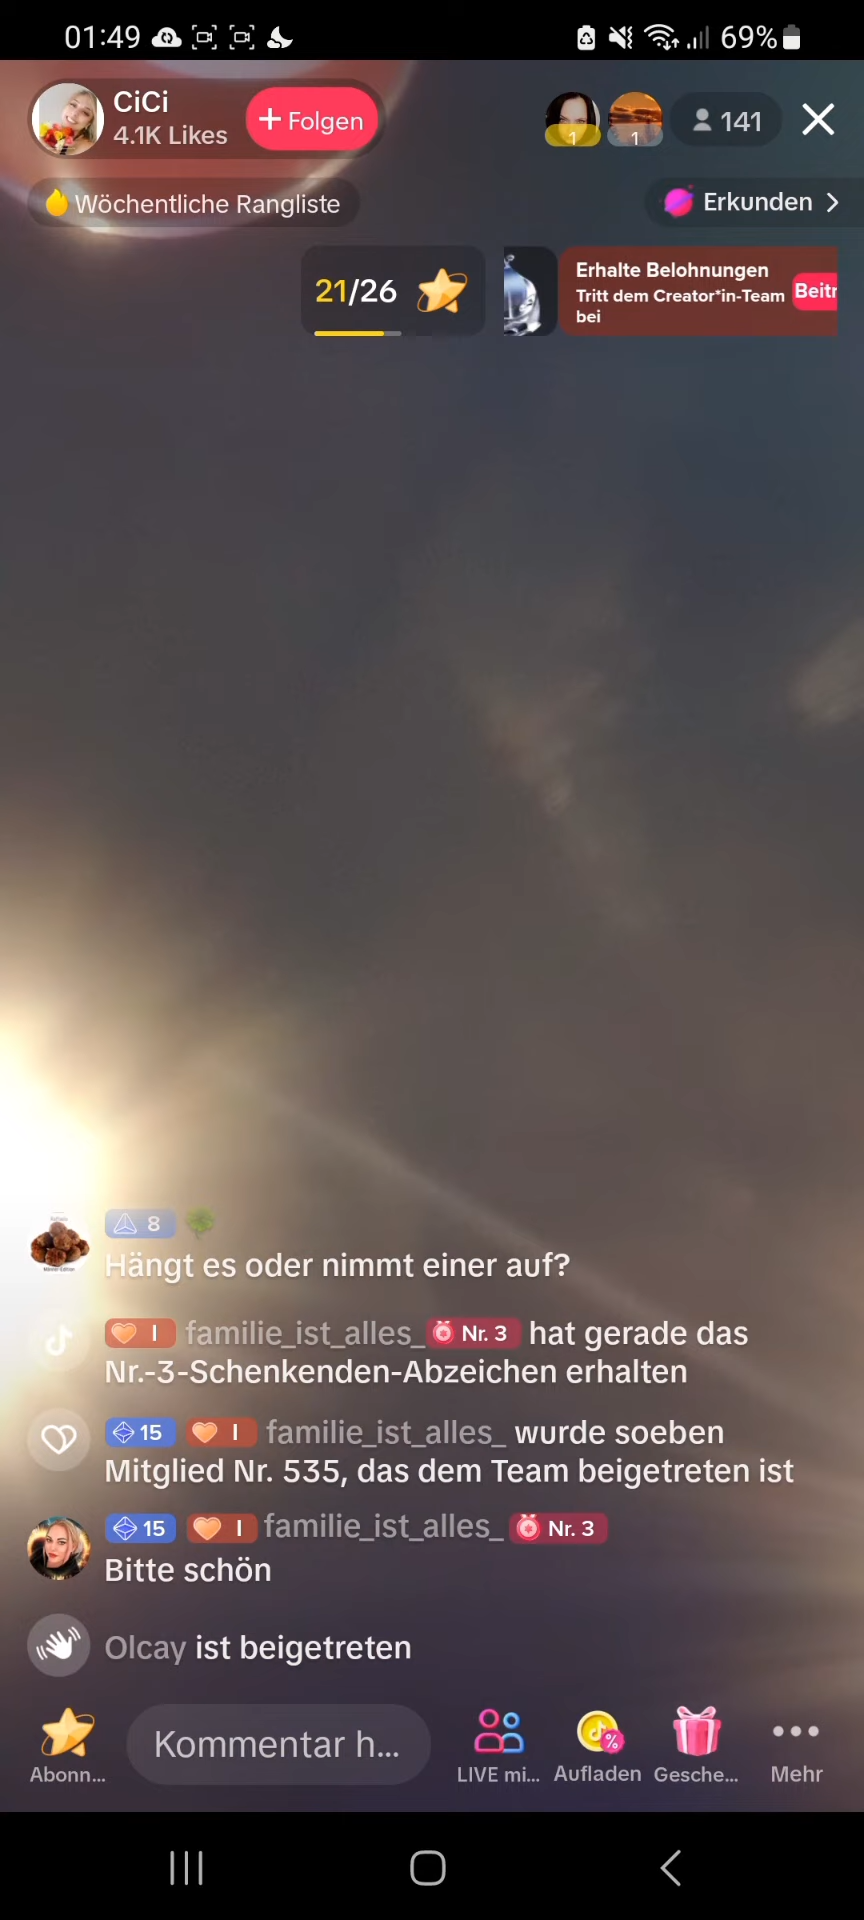 01:49
69%
CiCi
4.1K Likes
+ Folgen
1
1
141
Wöchentliche Rangliste
Erkunden >
21/26
Erhalte Belohnungen
Tritt dem Creator*in-Team
bei
Beitr
8
Hängt es oder nimmt einer auf?
I familie_ist_alles_ Nr. 3 hat gerade das
Nr.-3-Schenkenden-Abzeichen erhalten
15 I familie_ist_alles_ wurde soeben
Mitglied Nr. 535, das dem Team beigetreten ist
15 I familie_ist_alles_ Nr. 3
Bitte schön
Olcay ist beigetreten
Kommentar h...
Abonn...
LIVE mi...
Aufladen
Gesche...
Mehr